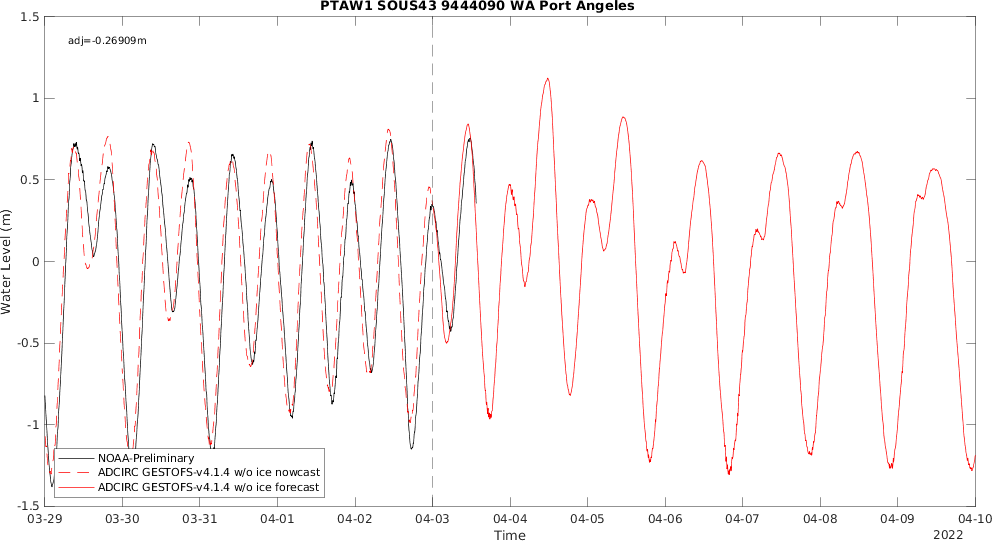 PTAW1 SOUS43 9444090 WA Port Angeles
adj=-0.26909m
1.5
1
0.5
0
-0.5
-1
-1.5
Water Level (m)
NOAA-Preliminary
ADCIRC GESTOFS-v4.1.4 w/o ice nowcast
ADCIRC GESTOFS-v4.1.4 w/o ice forecast
03-29 03-30 03-31 04-01 04-02 04-03 04-04 04-05 04-06 04-07 04-08 04-09 04-10
Time
2022